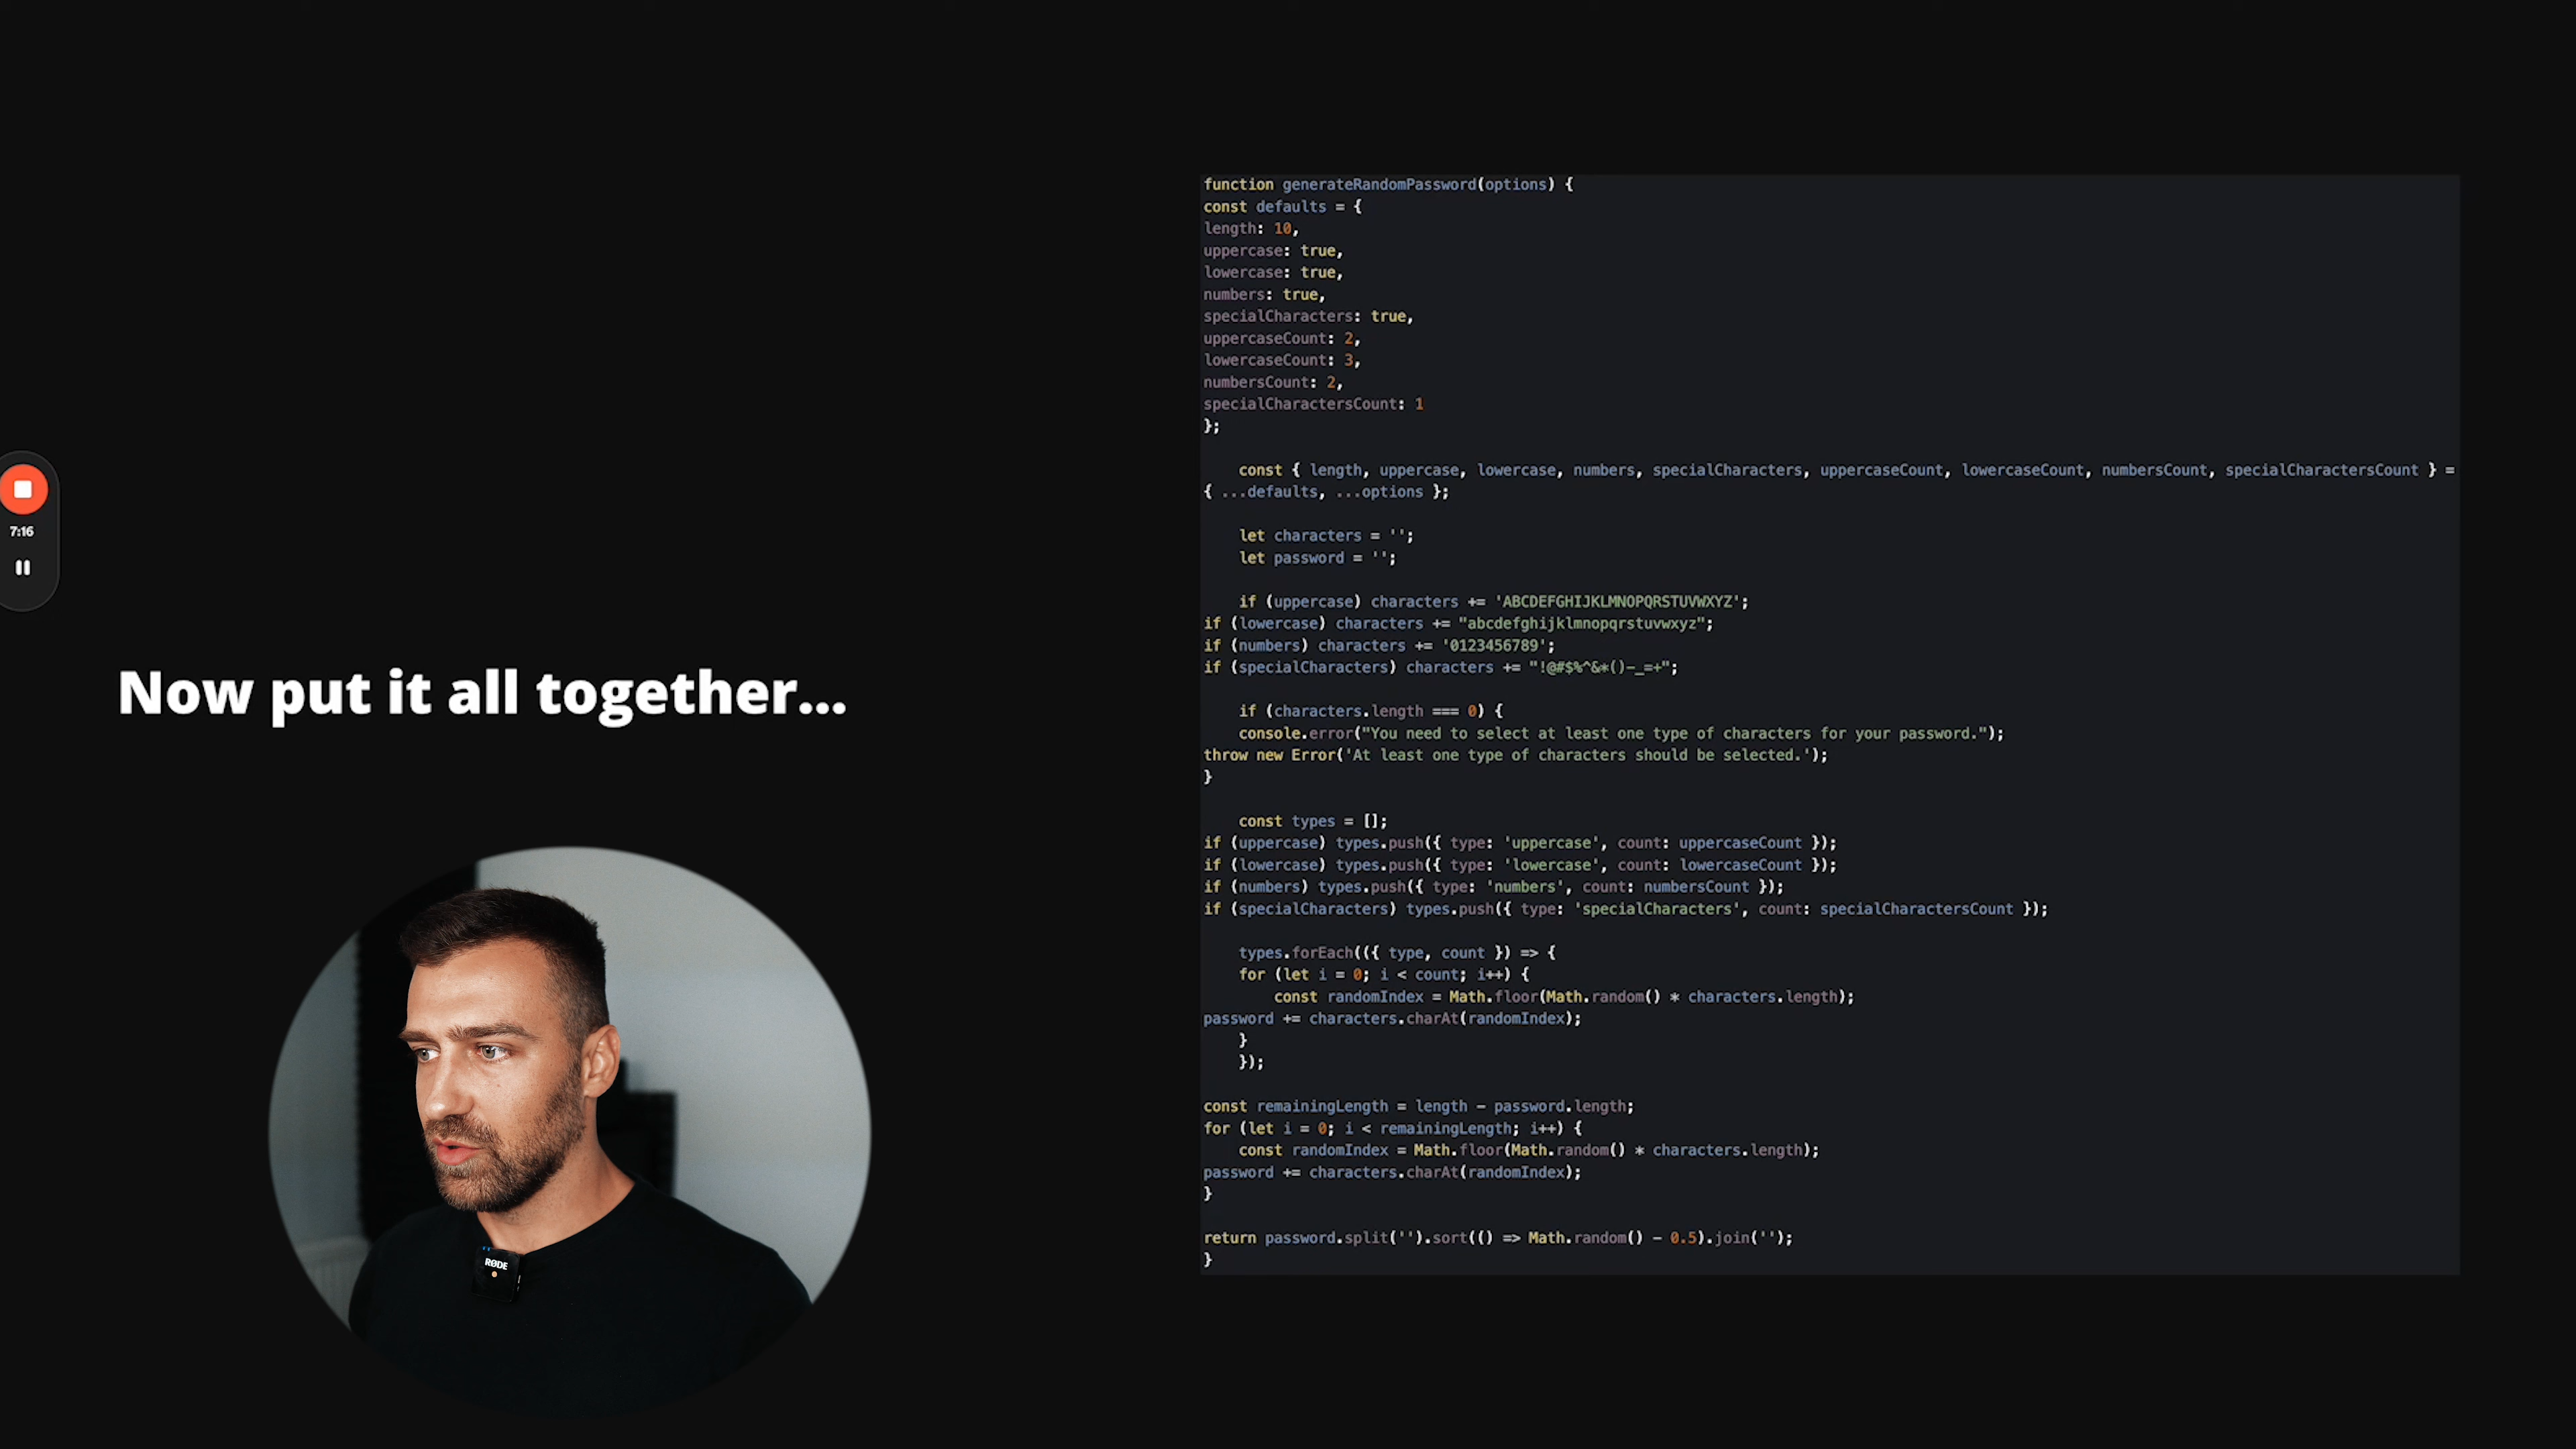 7:16
Now put it all together...
RØDE
function generateRandomPassword(options) {
const defaults = {
length: 10,
uppercase: true,
lowercase: true,
numbers: true,
specialCharacters: true,
uppercaseCount: 2,
lowercaseCount: 3,
numbersCount: 2,
specialCharactersCount: 1
};
const { length, uppercase, lowercase, numbers, specialCharacters, uppercaseCount, lowercaseCount, numbersCount, specialCharactersCount } =
{ ...defaults, ...options };
let characters = '';
let password = '';
if (uppercase) characters += 'ABCDEFGHIJKLMNOPQRSTUVWXYZ';
if (lowercase) characters += "abcdefghijklmnopqrstuvwxyz";
if (numbers) characters += '0123456789';
if (specialCharacters) characters += "!@#$%^&*()-_=+";
if (characters.length === 0) {
console.error("You need to select at least one type of characters for your password.");
throw new Error('At least one type of characters should be selected.');
}
const types = [];
if (uppercase) types.push({ type: 'uppercase', count: uppercaseCount });
if (lowercase) types.push({ type: 'lowercase', count: lowercaseCount });
if (numbers) types.push({ type: 'numbers', count: numbersCount });
if (specialCharacters) types.push({ type: 'specialCharacters', count: specialCharactersCount });
types.forEach(({ type, count }) => {
for (let i = 0; i < count; i++) {
const randomIndex = Math.floor(Math.random() * characters.length);
password += characters.charAt(randomIndex);
}
});
const remainingLength = length - password.length;
for (let i = 0; i < remainingLength; i++) {
const randomIndex = Math.floor(Math.random() * characters.length);
password += characters.charAt(randomIndex);
}
return password.split('').sort(() => Math.random() - 0.5).join('');
}